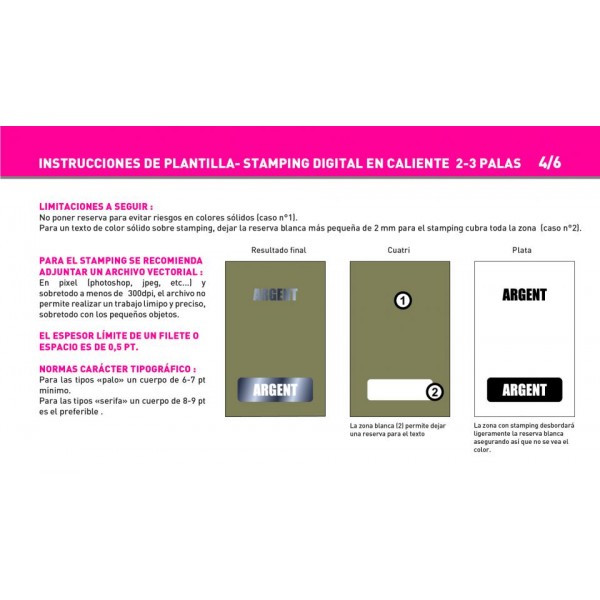 INSTRUCCIONES DE PLANTILLA- STAMPING DIGITAL EN CALIENTE 2-3 PALAS 4/6
LIMITACIONES A SEGUIR :
No poner reserva para evitar riesgos en colores sólidos (caso n°1).
Para un texto de color sólido sobre stamping, dejar la reserva blanca más pequeña de 2 mm para el stamping cubra toda la zona (caso n°2).
PARA EL STAMPING SE RECOMIENDA
ADJUNTAR UN ARCHIVO VECTORIAL :
En pixel (photoshop, jpeg, etc...) y
sobretodo a menos de 300dpi, el archivo no
permite realizar un trabajo limipo y preciso,
sobretodo con los pequeños objetos.
EL ESPESOR LÍMITE DE UN FILETE O
ESPACIO ES DE 0,5 PT.
NORMAS CARÁCTER TIPOGRÁFICO :
Para las tipos «palo» un cuerpo de 6-7 pt
minimo.
Para las tipos «serifa» un cuerpo de 8-9 pt
es el preferible .
Resultado final
ARGENT
ARGENT
Cuatri
1
2
La zona blanca (2) permite dejar
una reserva para el texto
Plata
ARGENT
ARGENT
La zona con stamping desbordará
ligeramente la reserva blanca
asegurando asi que no se vea el
color.